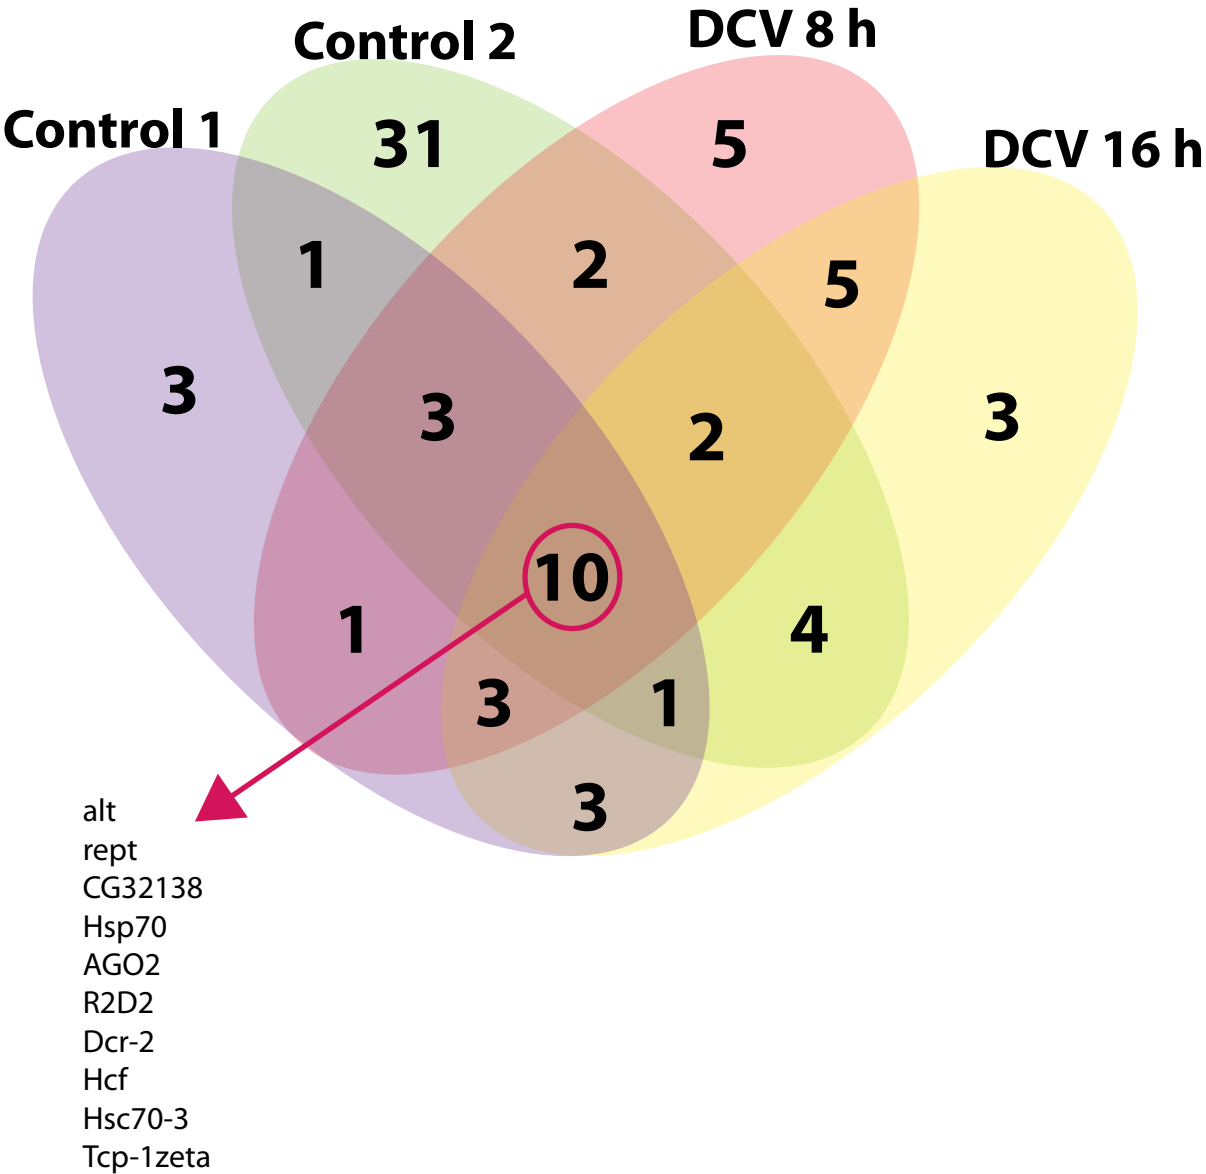 Control 2
DCV 8 h
Control 1
DCV 16 h
31
5
1
2
5
3
3
2
3
10
1
4
3
1
3
alt
rept
CG32138
Hsp70
AGO2
R2D2
Dcr-2
Hcf
Hsc70-3
Tcp-1zeta